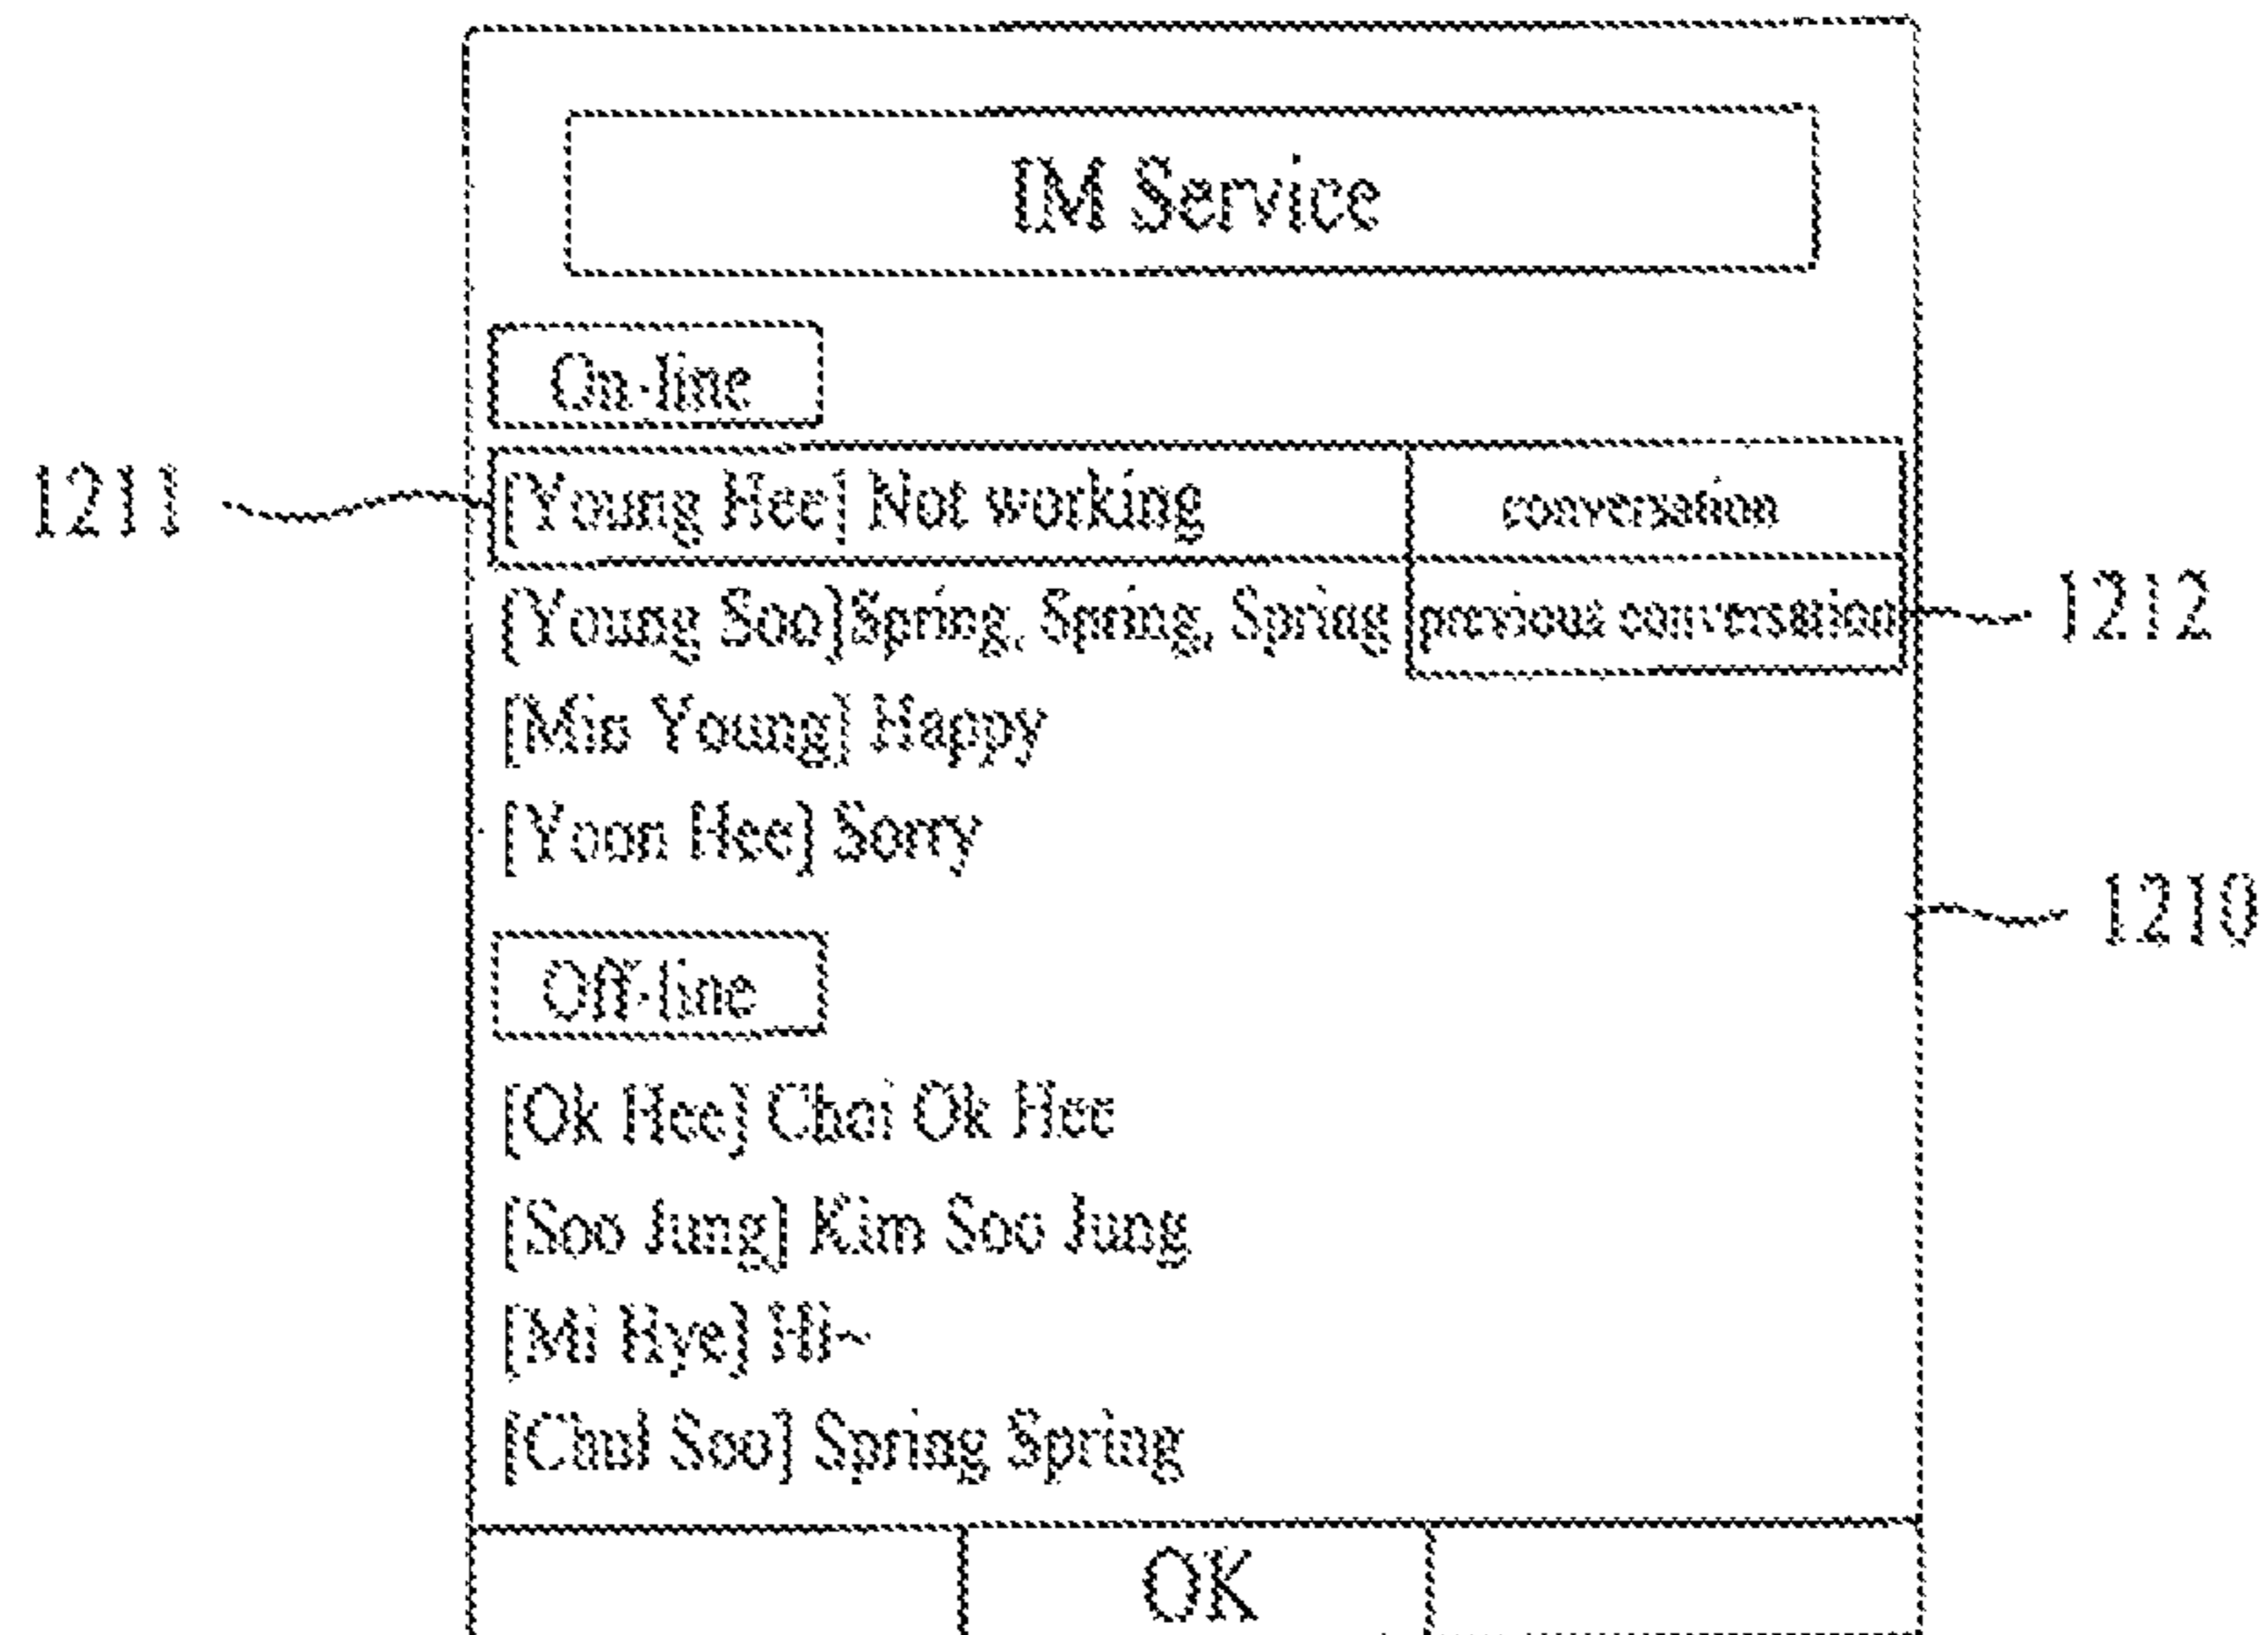 IM Service
On-line
1211 [Young Hee] Not working conversation
[Young Soo]Spring, Spring, Spring previous conversation 1212
[Min Young] Happy
[Yoon Hee] Sorry
1210
Off-line
[Ok Hee] Choi Ok Hee
[Soo Jung] Kim Soo Jung
[Mi Hye] Hi~
[Chul Soo] Spring Spring
OK